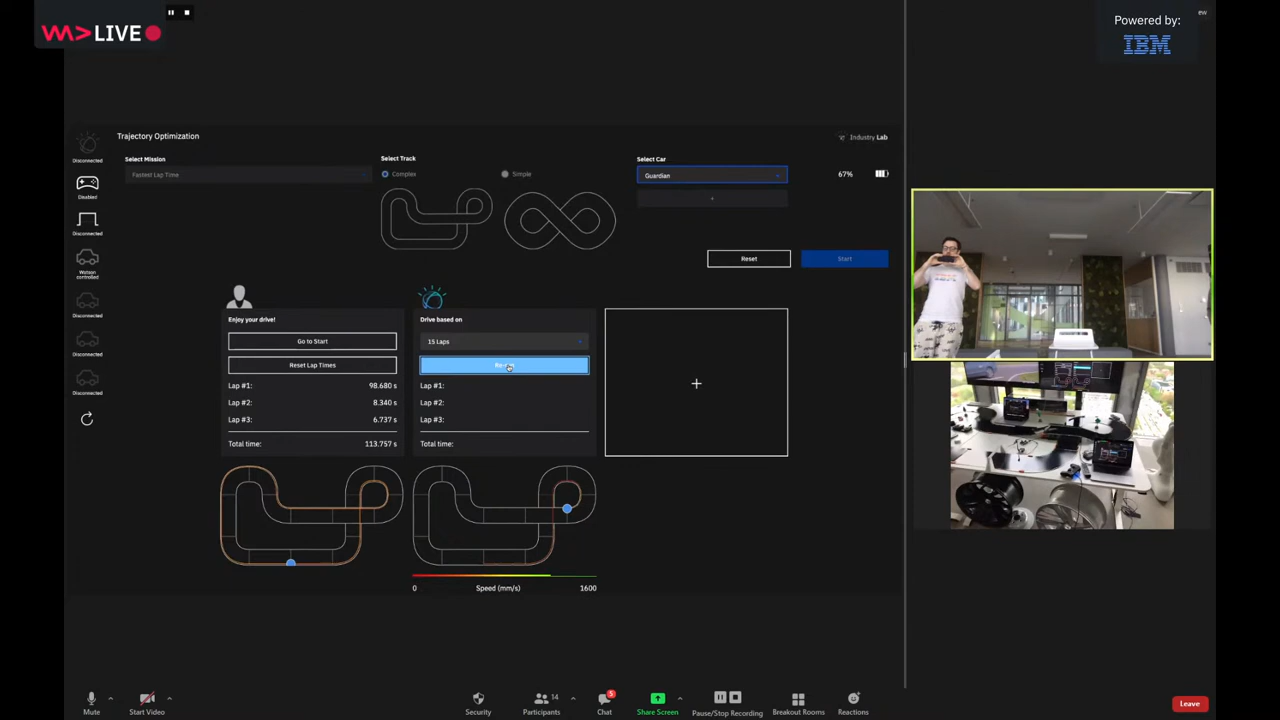 LIVE
Powered by:
IBM
ew
Trajectory Optimization
Industry Lab
Disconnected
Disabled
Disconnected
Watson
controlled
Disconnected
Disconnected
Disconnected
Select Mission
Fastest Lap Time
Select Track
Complex
Simple
Select Car
Guardian
67%
Reset
Start
Enjoy your drive!
Go to Start
Reset Lap Times
Lap #1: 98.680 s
Lap #2: 8.340 s
Lap #3: 6.737 s
Total time: 113.757 s
Drive based on
15 Laps
Lap #1:
Lap #2:
Lap #3:
Total time:
0 Speed (mm/s) 1600
Mute
Start Video
Security
14
Participants
5
Chat
Share Screen
Pause/Stop Recording
Breakout Rooms
Reactions
Leave